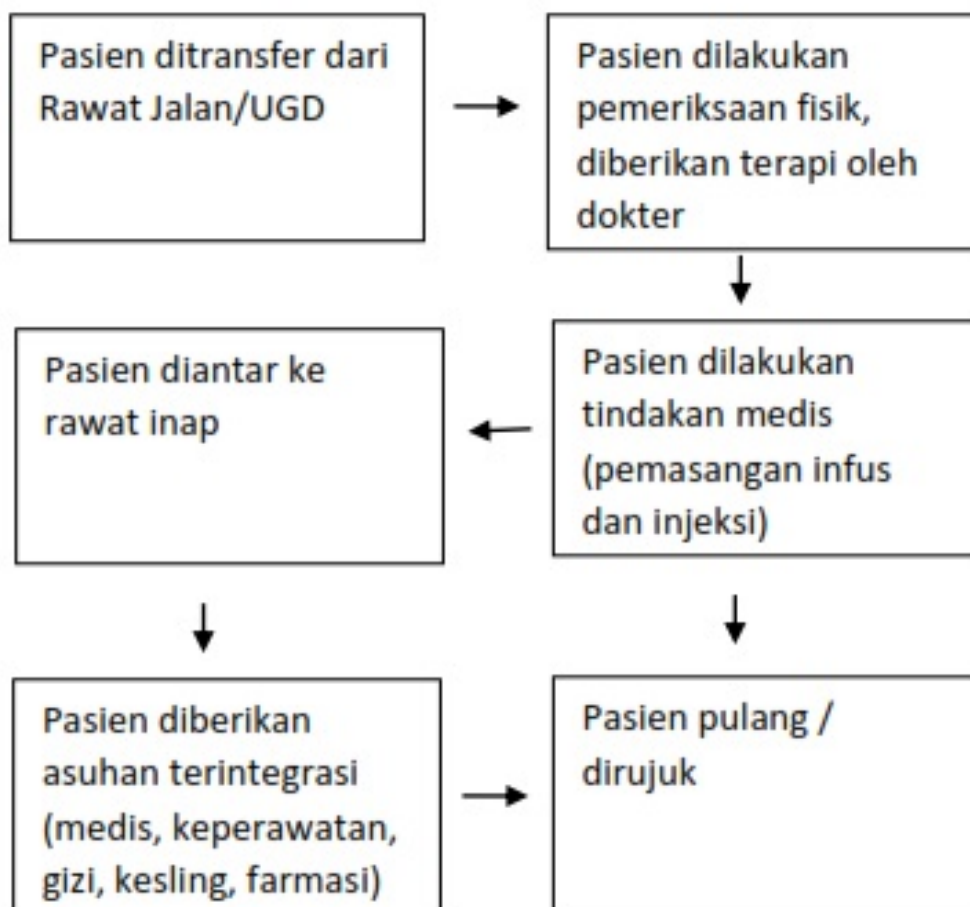 Pasien ditransfer dari
Rawat Jalan/UGD
Pasien dilakukan
pemeriksaan fisik,
diberikan terapi oleh
dokter
Pasien dilakukan
tindakan medis
(pemasangan infus
dan injeksi)
Pasien diantar ke
rawat inap
Pasien diberikan
asuhan terintegrasi
(medis, keperawatan,
gizi, kesling, farmasi)
Pasien pulang /
dirujuk